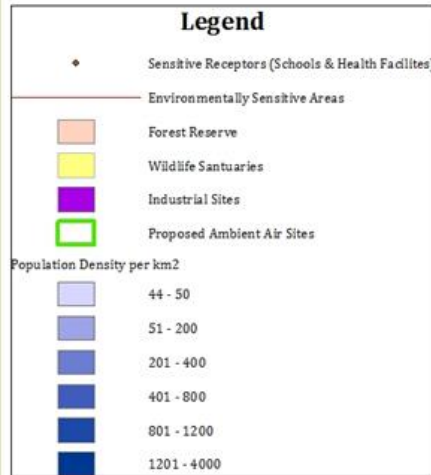 Legend
Sensitive Receptors (Schools & Health Facilites)
Environmentally Sensitive Areas
Forest Reserve
Wildlife Santuaries
Industrial Sites
Proposed Ambient Air Sites
Population Density per km2
44 - 50
51 - 200
201 - 400
401 - 800
801 - 1200
1201 - 4000